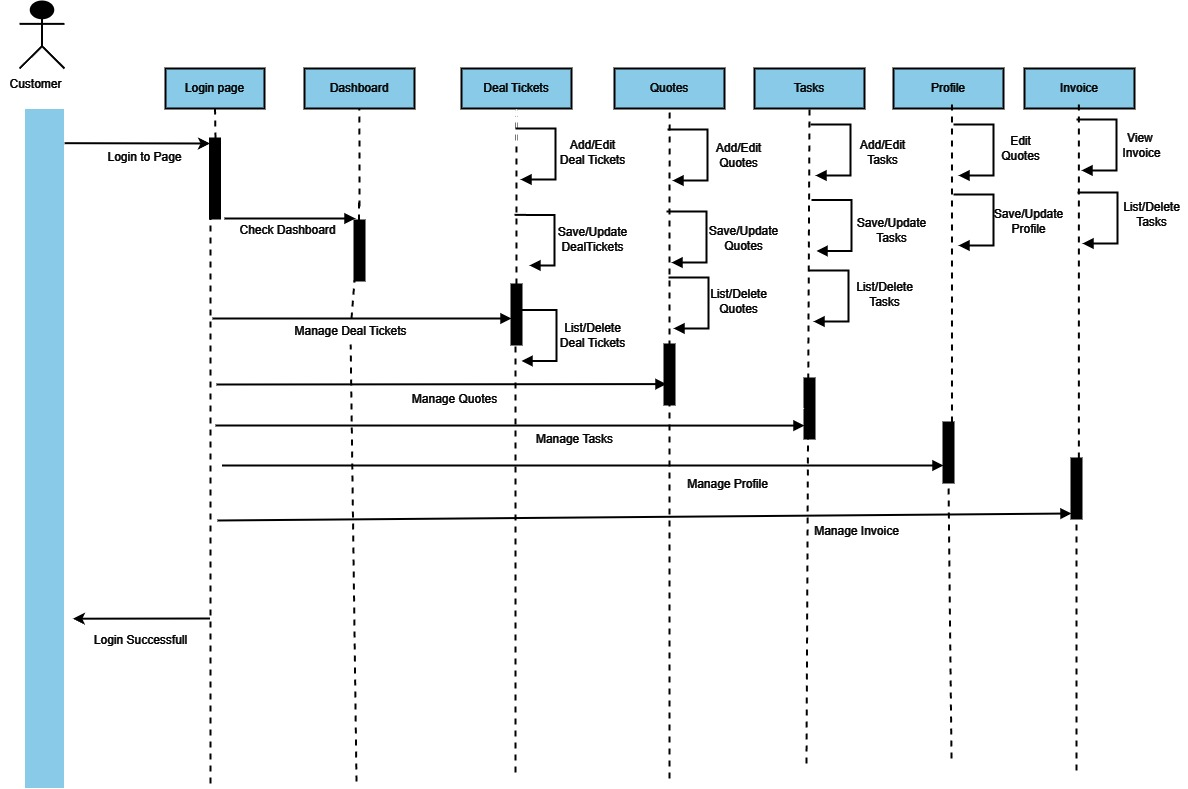 Customer
Login page
Dashboard
Deal Tickets
Quotes
Tasks
Profile
Invoice
Login to Page
Add/Edit
Deal Tickets
Add/Edit
Quotes
Add/Edit
Tasks
Edit
Quotes
View
Invoice
Check Dashboard
Save/Update
DealTickets
Save/Update
Quotes
Save/Update
Tasks
Save/Update
Profile
List/Delete
Tasks
List/Delete
Quotes
List/Delete
Tasks
Manage Deal Tickets
List/Delete
Deal Tickets
Manage Quotes
Manage Tasks
Manage Profile
Manage Invoice
Login Successfull